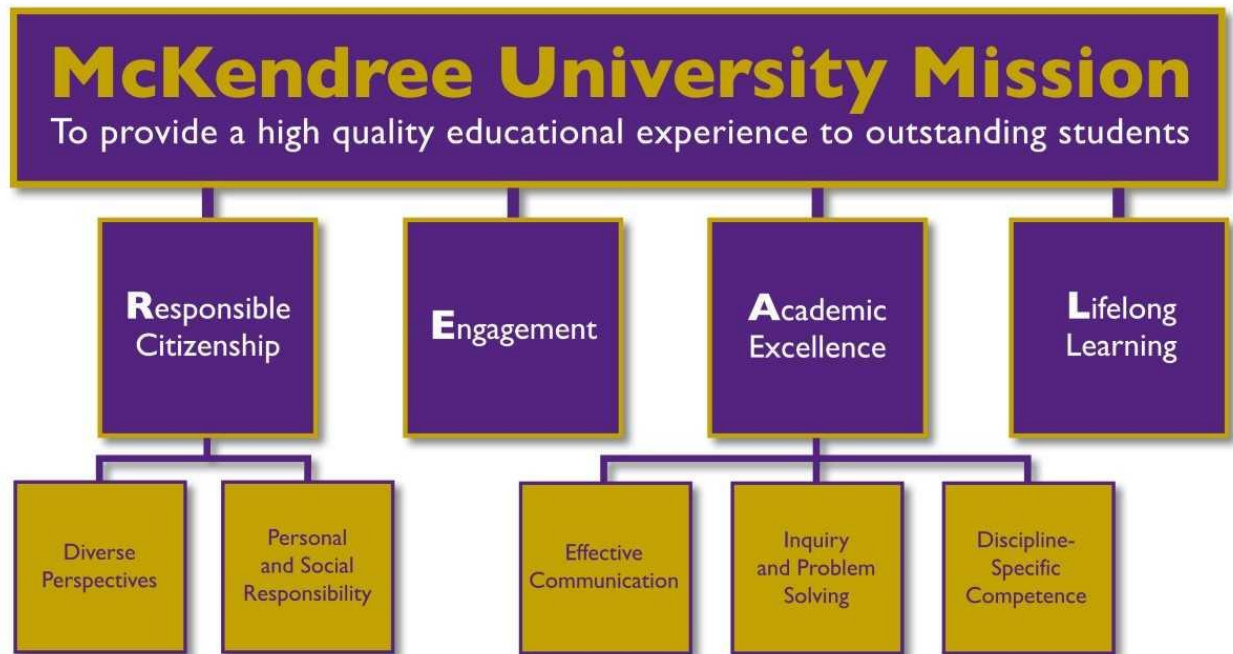 McKendree University Mission
To provide a high quality educational experience to outstanding students
Responsible
Citizenship
Engagement
Academic
Excellence
Lifelong
Learning
Diverse
Perspectives
Personal
and Social
Responsibility
Effective
Communication
Inquiry
and Problem
Solving
Discipline-
Specific
Competence